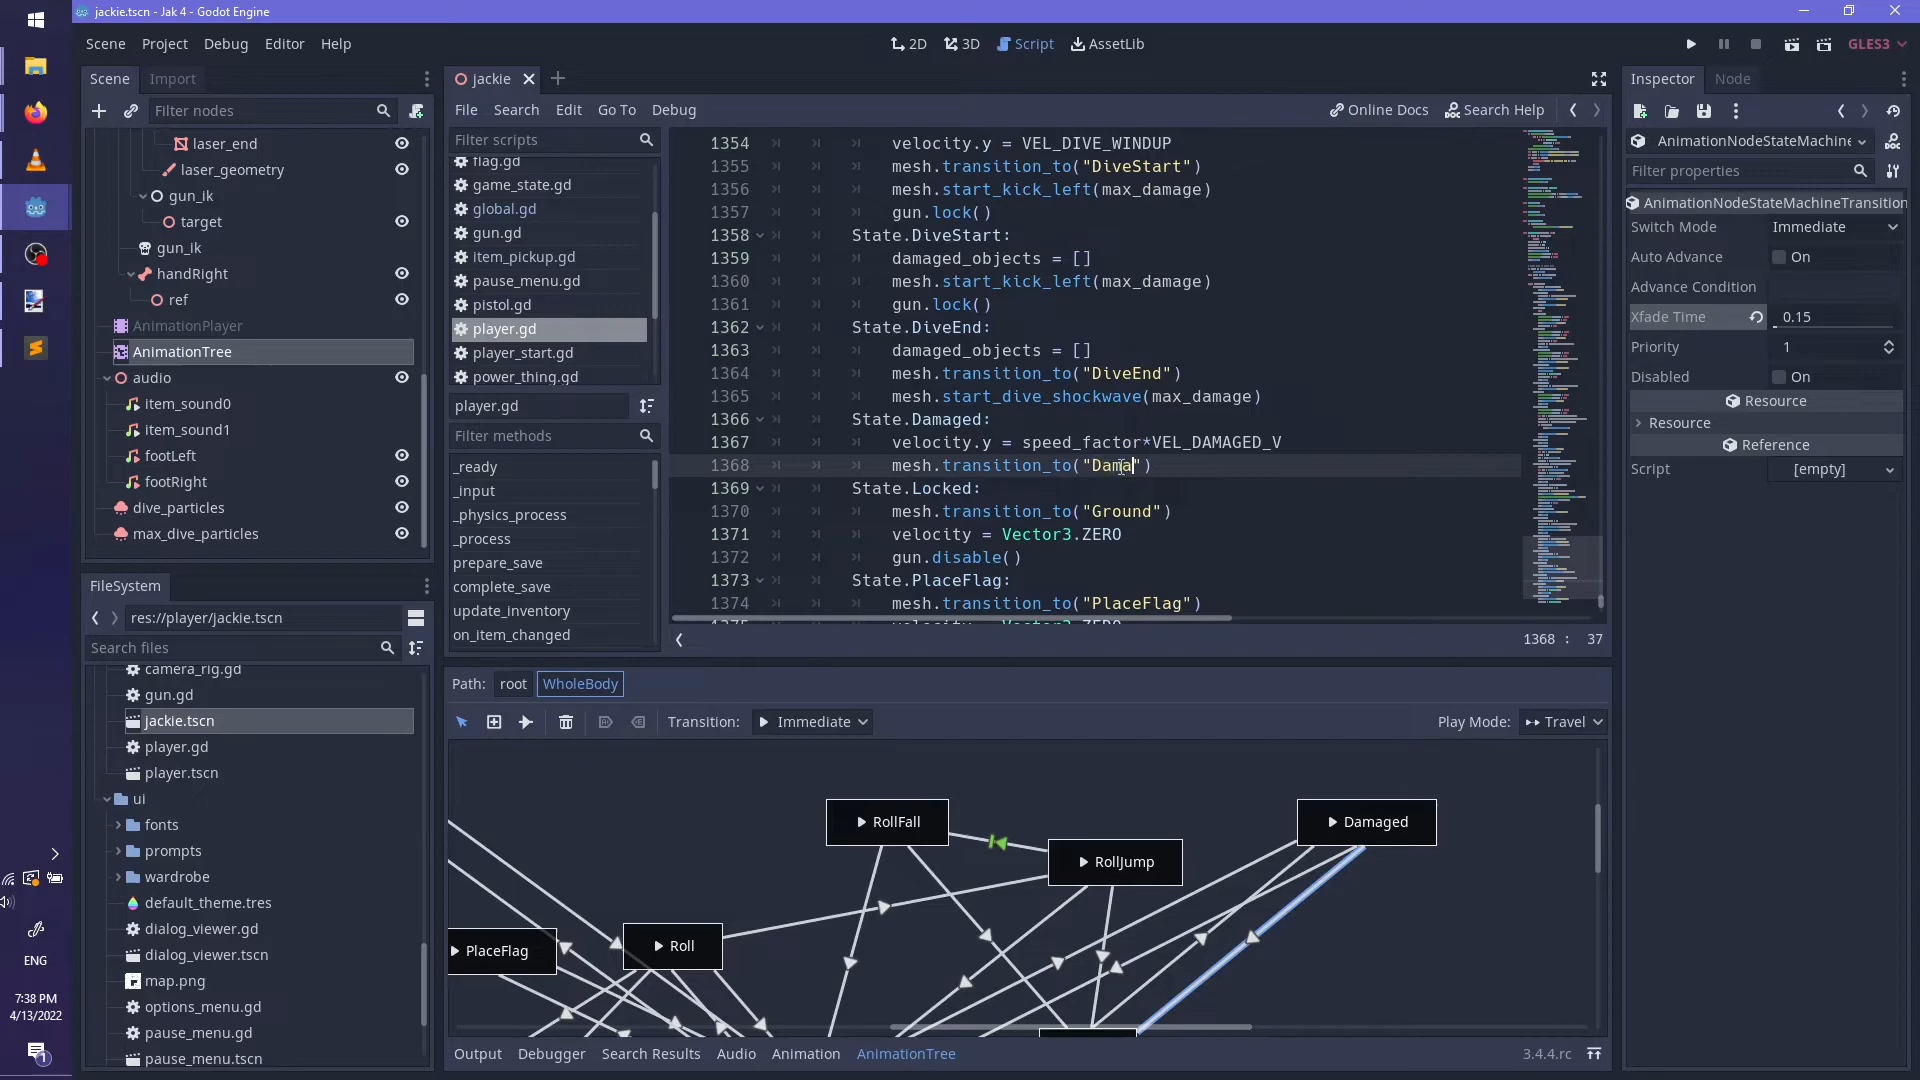 jackie.tscn - Jak 4 - Godot Engine
Scene Project Debug Editor Help
2D 3D Script AssetLib
GLES3
Scene Import
Filter nodes
laser_end
laser_geometry
gun_ik
target
gun_ik
handRight
ref
AnimationPlayer
AnimationTree
audio
item_sound0
item_sound1
footLeft
footRight
dive_particles
max_dive_particles
FileSystem
res://player/jackie.tscn
Search files
camera_rig.gd
gun.gd
jackie.tscn
player.gd
player.tscn
ui
fonts
prompts
wardrobe
default_theme.tres
dialog_viewer.gd
dialog_viewer.tscn
map.png
options_menu.gd
pause_menu.gd
pause_menu.tscn
ENG
7:38 PM
4/13/2022
1
jackie
File Search Edit Go To Debug
Online Docs Search Help
Filter scripts
flag.gd
game_state.gd
global.gd
gun.gd
item_pickup.gd
pause_menu.gd
pistol.gd
player.gd
player_start.gd
power_thing.gd
player.gd
Filter methods
_ready
_input
_physics_process
_process
prepare_save
complete_save
update_inventory
on_item_changed
1354 velocity.y = VEL_DIVE_WINDUP
1355 mesh.transition_to("DiveStart")
1356 mesh.start_kick_left(max_damage)
1357 gun.lock()
1358 State.DiveStart:
1359 damaged_objects = []
1360 mesh.start_kick_left(max_damage)
1361 gun.lock()
1362 State.DiveEnd:
1363 damaged_objects = []
1364 mesh.transition_to("DiveEnd")
1365 mesh.start_dive_shockwave(max_damage)
1366 State.Damaged:
1367 velocity.y = speed_factor*VEL_DAMAGED_V
1368 mesh.transition_to("Dama")
1369 State.Locked:
1370 mesh.transition_to("Ground")
1371 velocity = Vector3.ZERO
1372 gun.disable()
1373 State.PlaceFlag:
1374 mesh.transition_to("PlaceFlag")
1375 velocity = Vector3.ZERO
1368 : 37
Path: root WholeBody
Transition: Immediate
Play Mode: Travel
RollFall
Damaged
RollJump
Roll
PlaceFlag
Output Debugger Search Results Audio Animation AnimationTree
3.4.4.rc
Inspector Node
AnimationNodeStateMachine
Filter properties
AnimationNodeStateMachineTransition
Switch Mode Immediate
Auto Advance On
Advance Condition
Xfade Time 0.15
Priority 1
Disabled On
Resource
Resource
Reference
Script [empty]